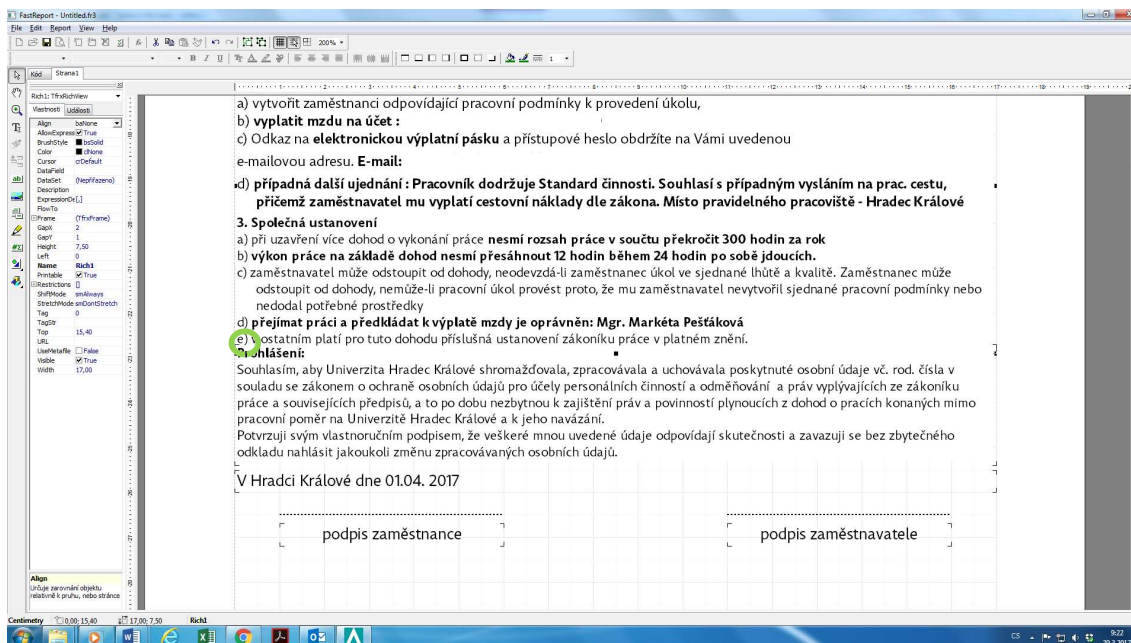 FastReport - Untitled.fr3
File Edit Report View Help
200%
B I U
1
Kód Strana1
Rich1: TfrxRichView
Vlastnosti Události
Align baNone
AllowExpress True
BrushStyle bsSolid
Color clNone
Cursor crDefault
DataField
DataSet (Nepřiřazeno)
Description
ExpressionDe [,]
FlowTo
Frame (TfrxFrame)
GapX 2
GapY 1
Height 7,50
Left 0
Name Rich1
Printable True
Restrictions []
ShiftMode smAlways
StretchMode smDontStretch
Tag 0
TagStr
Top 15,40
URL
UseMetafile False
Visible True
Width 17,00
a) vytvořit zaměstnanci odpovídající pracovní podmínky k provedení úkolu,
b) vyplatit mzdu na účet :
c) Odkaz na elektronickou výplatní pásku a přístupové heslo obdržíte na Vámi uvedenou
e-mailovou adresu. E-mail:
d) případná další ujednání : Pracovník dodržuje Standard činnosti. Souhlasí s případným vysláním na prac. cestu,
přičemž zaměstnavatel mu vyplatí cestovní náklady dle zákona. Místo pravidelného pracoviště - Hradec Králové
3. Společná ustanovení
a) při uzavření více dohod o vykonání práce nesmí rozsah práce v součtu překročit 300 hodin za rok
b) výkon práce na základě dohod nesmí přesáhnout 12 hodin během 24 hodin po sobě jdoucích.
c) zaměstnavatel může odstoupit od dohody, neodevzdá-li zaměstnanec úkol ve sjednané lhůtě a kvalitě. Zaměstnanec může
odstoupit od dohody, nemůže-li pracovní úkol provést proto, že mu zaměstnavatel nevytvořil sjednané pracovní podmínky nebo
nedodal potřebné prostředky
d) přejímat práci a předkládat k výplatě mzdy je oprávněn: Mgr. Markéta Pešťáková
e) v ostatním platí pro tuto dohodu příslušná ustanovení zákoníku práce v platném znění.
Prohlášení:
Souhlasím, aby Univerzita Hradec Králové shromažďovala, zpracovávala a uchovávala poskytnuté osobní údaje vč. rod. čísla v
souladu se zákonem o ochraně osobních údajů pro účely personálních činností a odměňování a práv vyplývajících ze zákoníku
práce a souvisejících předpisů, a to po dobu nezbytnou k zajištění práv a povinností plynoucích z dohod o pracích konaných mimo
pracovní poměr na Univerzitě Hradec Králové a k jeho navázání.
Potvrzuji svým vlastnoručním podpisem, že veškeré mnou uvedené údaje odpovídají skutečnosti a zavazuji se bez zbytečného
odkladu nahlásit jakoukoli změnu zpracovávaných osobních údajů.
V Hradci Králové dne 01.04. 2017
podpis zaměstnance podpis zaměstnavatele
Align
Určuje zarovnání objektu
relativně k pruhu, nebo stránce
Centimetry 0,00; 15,40 17,00; 7,50 Rich1
CS 9:22